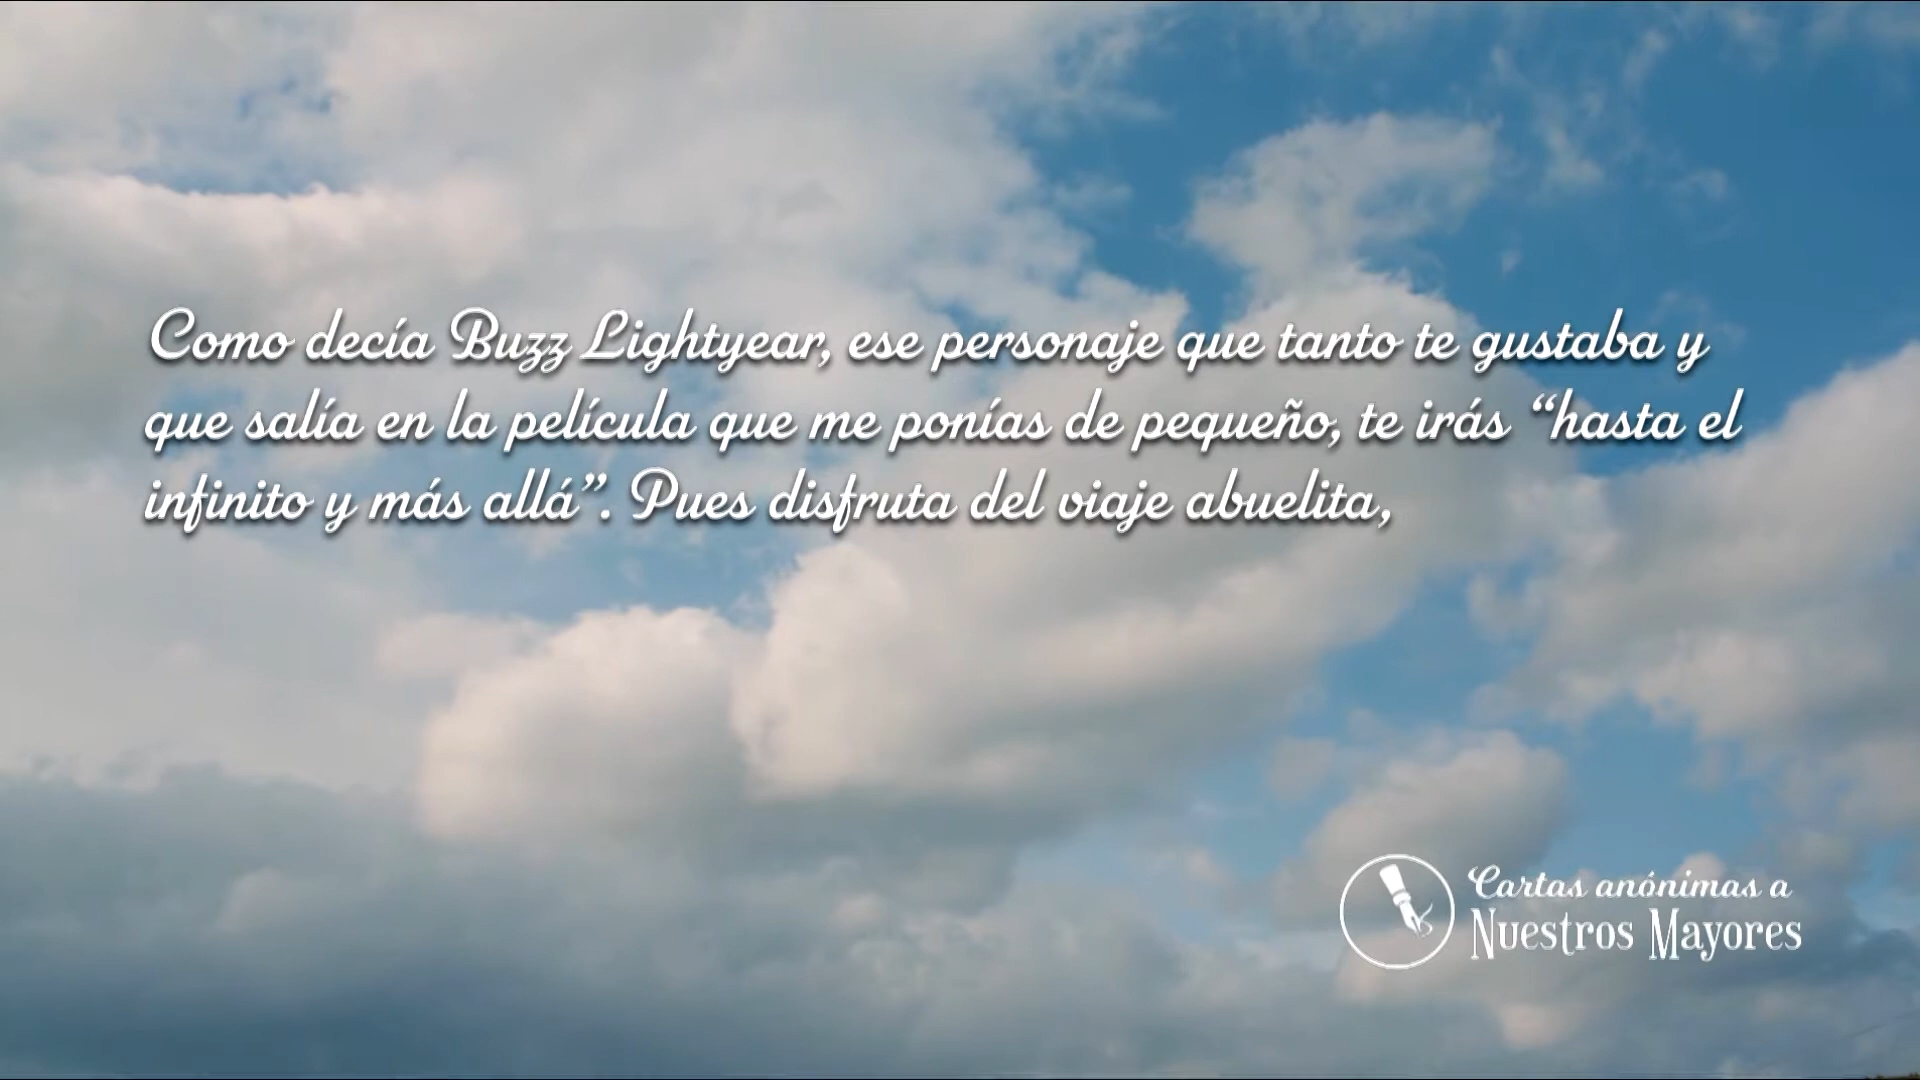 Como decía Buzz Lightyear, ese personaje que tanto te gustaba y
que salía en la película que me ponías de pequeño, te irás “hasta el
infinito y más allá”. Pues disfruta del viaje abuelita,
Cartas anónimas a
Nuestros Mayores